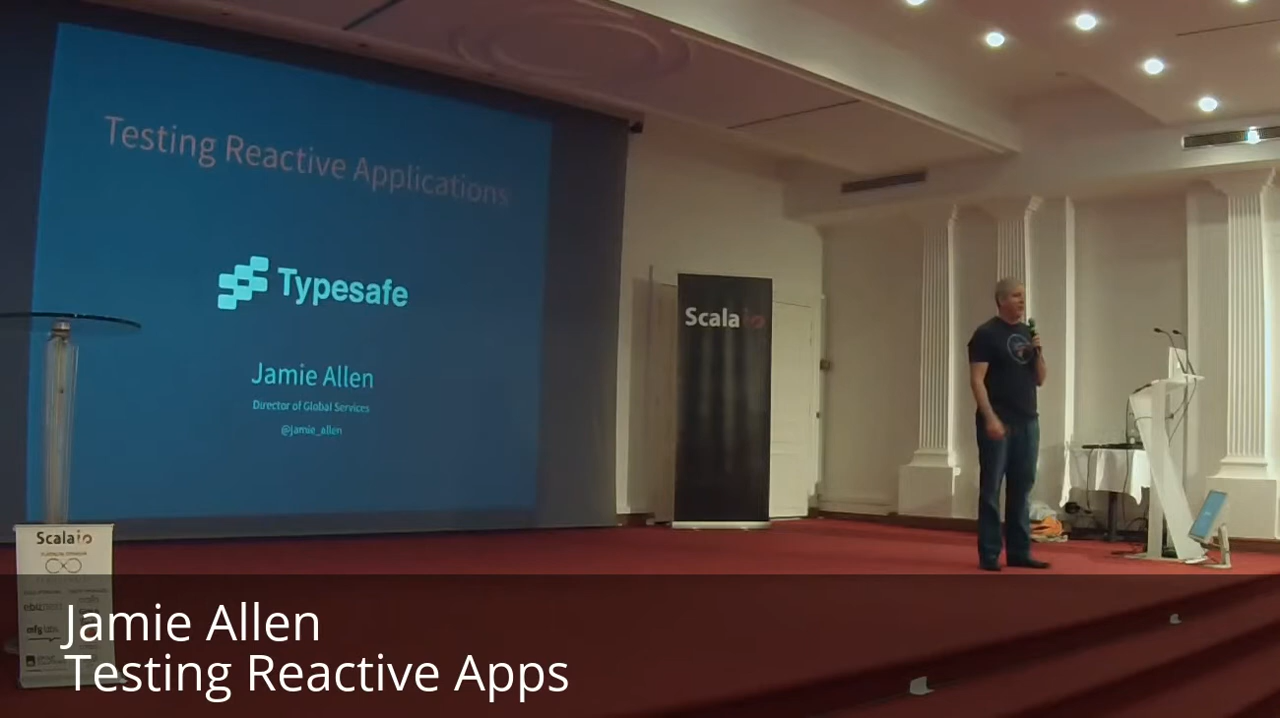 Testing Reactive Applications
Typesafe
Jamie Allen
Director of Global Services
@jamie_allen
Scala io
Scala io
Jamie Allen
Testing Reactive Apps